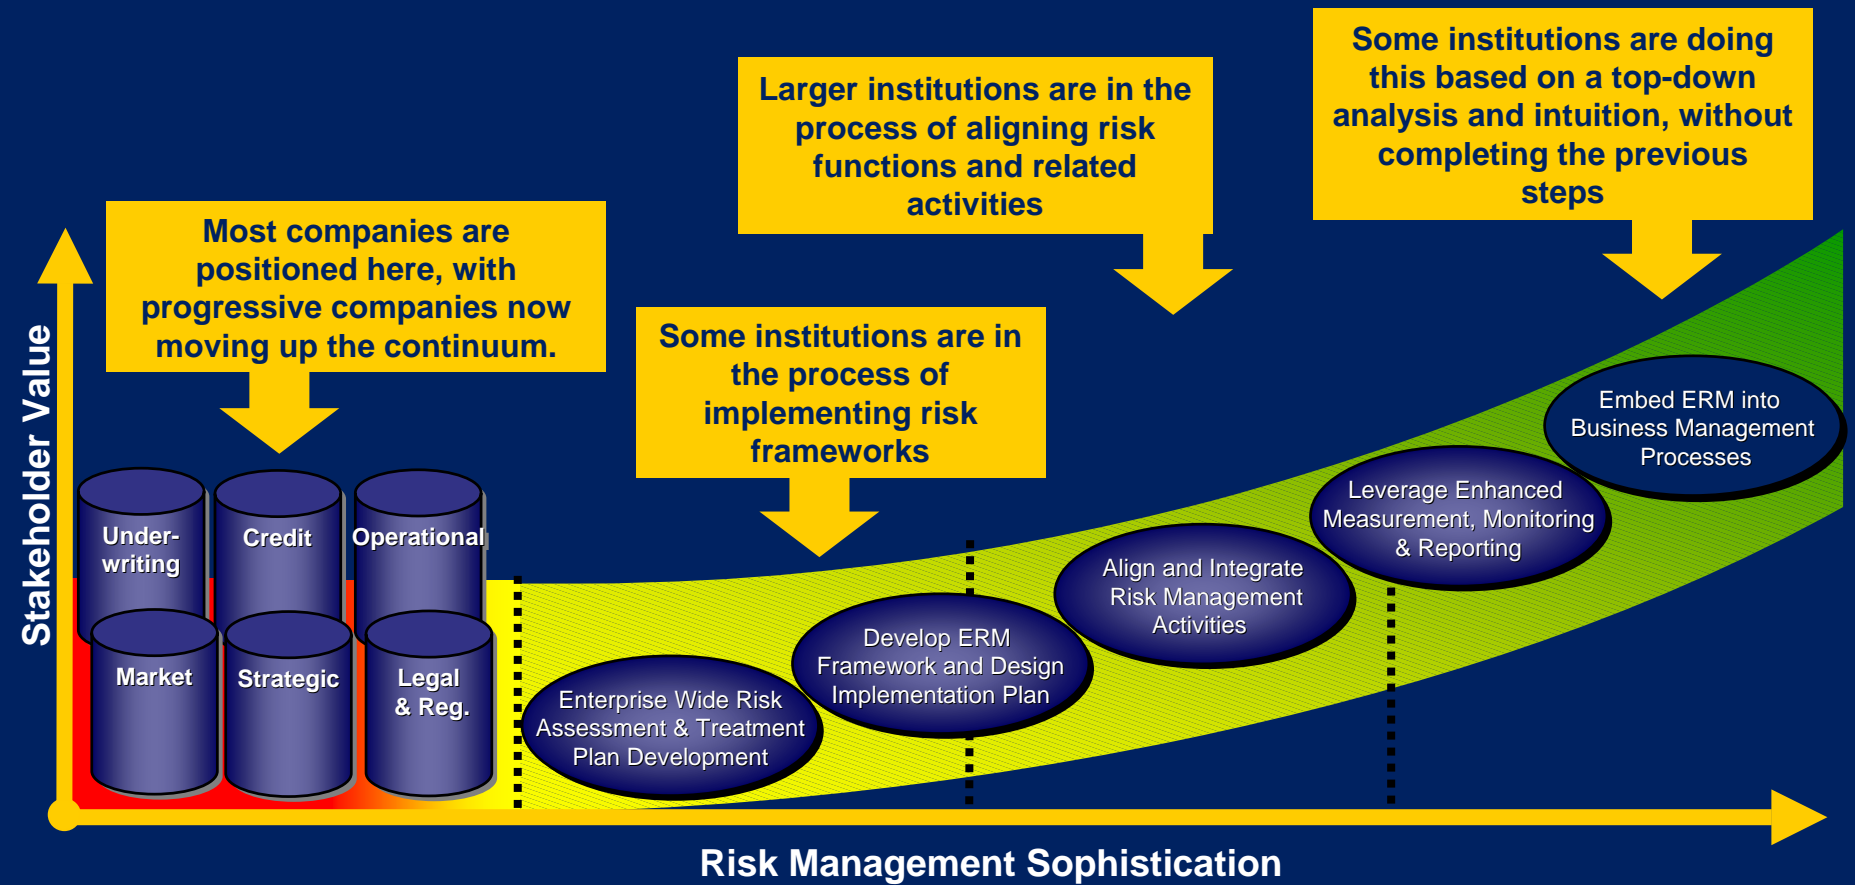 Some institutions are doing
this based on a top-down
analysis and intuition, without
completing the previous
steps
Larger institutions are in the
process of aligning risk
functions and related
activities
Most companies are
positioned here, with
progressive companies now
moving up the continuum.
Some institutions are in
the process of
implementing risk
frameworks
Stakeholder Value
Under-
writing
Credit
Operational
Market
Strategic
Legal
& Reg.
Enterprise Wide Risk
Assessment & Treatment
Plan Development
Develop ERM
Framework and Design
Implementation Plan
Align and Integrate
Risk Management
Activities
Leverage Enhanced
Measurement, Monitoring
& Reporting
Embed ERM into
Business Management
Processes
Risk Management Sophistication